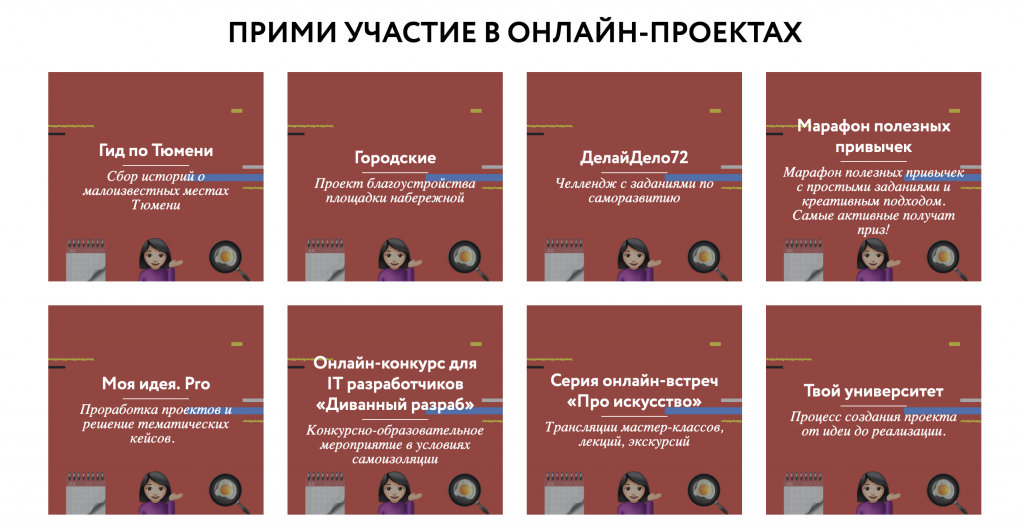 ПРИМИ УЧАСТИЕ В ОНЛАЙН-ПРОЕКТАХ
Гид по Тюмени
Сбор историй о
малоизвестных местах
Тюмени
Городские
Проект благоустройства
площадки набережной
ДелайДело72
Челлендж с заданиями по
саморазвитию
Марафон полезных
привычек
Марафон полезных привычек
с простыми заданиями и
креативным подходом.
Самые активные получат
приз!
Моя идея. Pro
Проработка проектов и
решение тематических
кейсов.
Онлайн-конкурс для
IT разработчиков
«Диванный разраб»
Конкурсно-образовательное
мероприятие в условиях
самоизоляции
Серия онлайн-встреч
«Про искусство»
Трансляции мастер-классов,
лекций, экскурсий
Твой университет
Процесс создания проекта
от идеи до реализации.